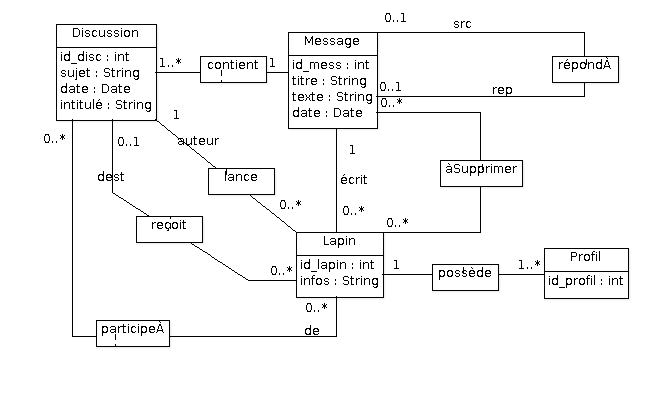 0..1
src
Discussion
id_disc : int
sujet : String
date : Date
intitulé : String
1..*
contient
1
Message
id_mess : int
titre : String
texte : String
date : Date
répondÀ
0..1
rep
0..*
1
auteur
0..*
0..1
dest
lance
0..*
1
écrit
0..*
àSupprimer
0..*
reçoit
0..*
Lapin
id_lapin : int
infos : String
1
possède
1..*
Profil
id_profil : int
0..*
participeÀ
de